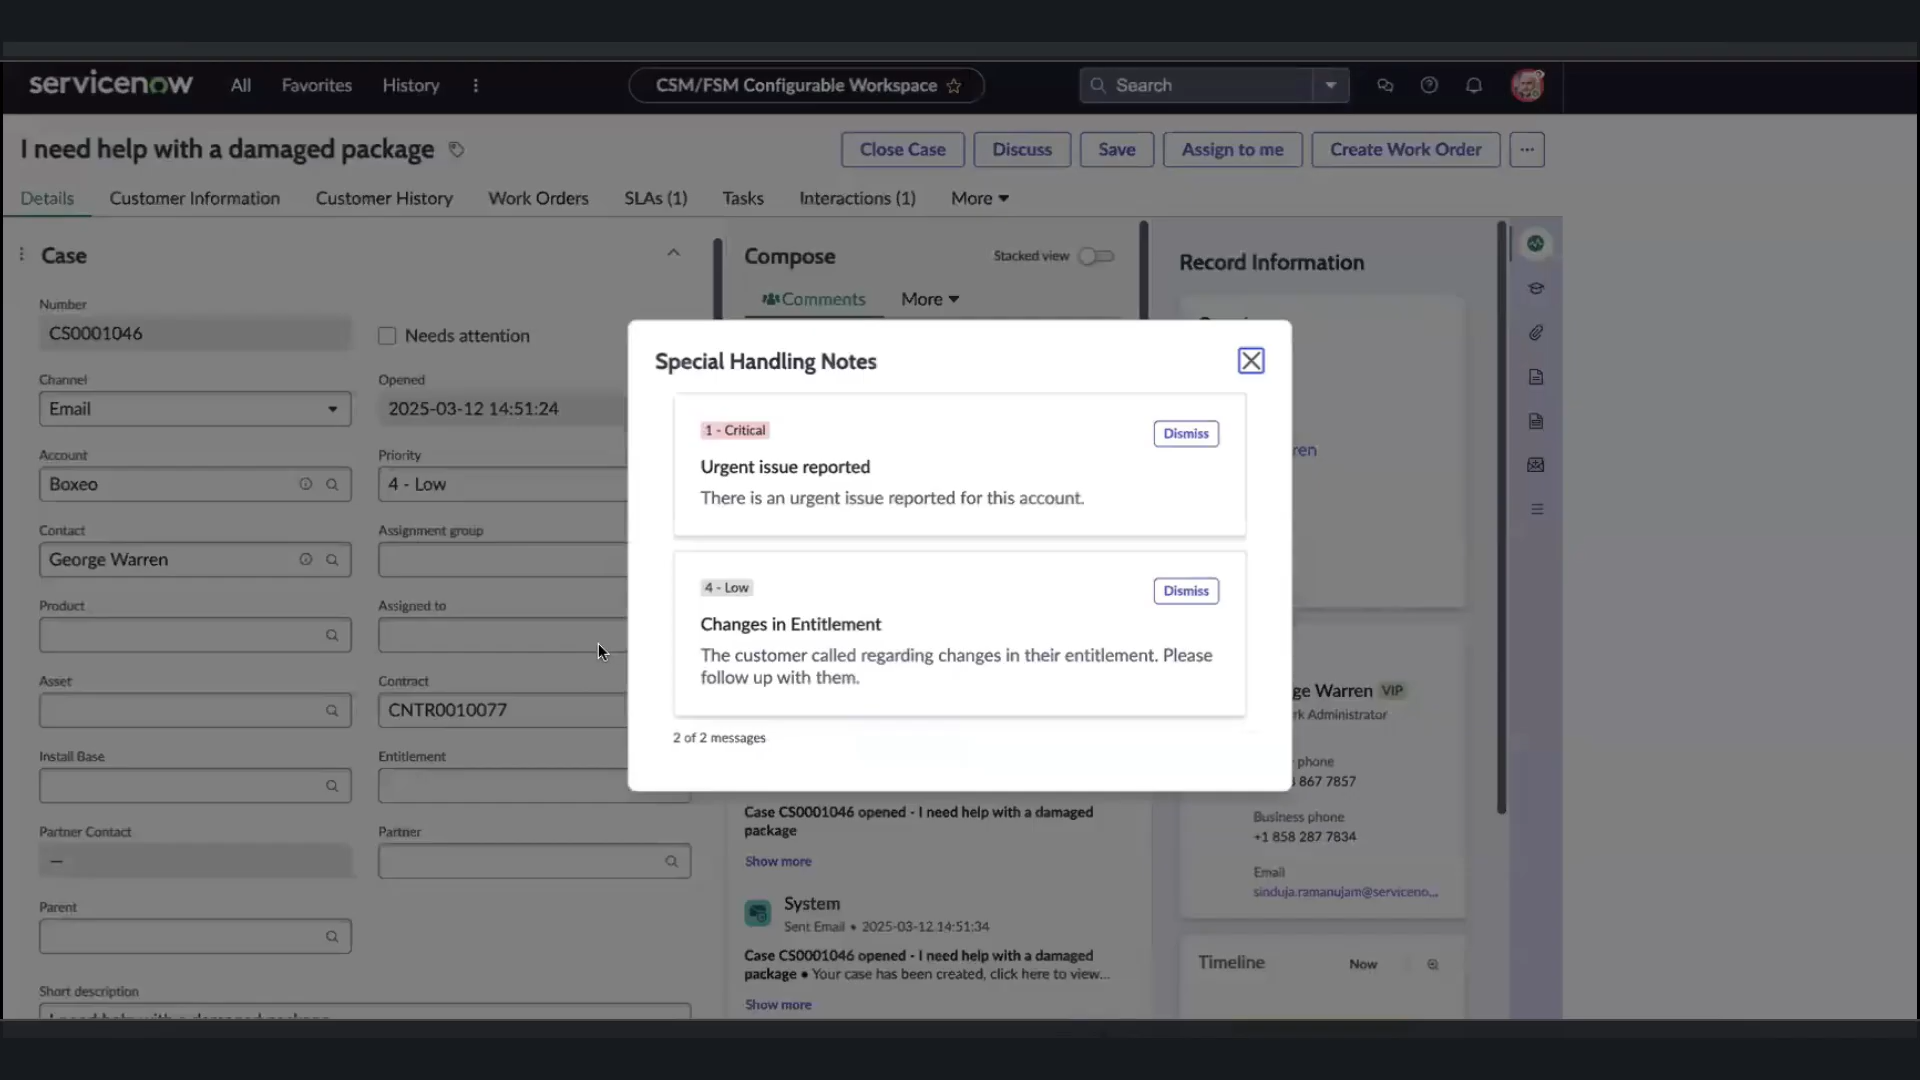 servicenow All Favorites History CSM/FSM Configurable Workspace Search
I need help with a damaged package Close Case Discuss Save Assign to me Create Work Order
Details Customer Information Customer History Work Orders SLAs (1) Tasks Interactions (1) More
Case
Number
CS0001046
Needs attention
Channel
Email
Opened
2025-03-12 14:51:24
Account
Boxeo
Priority
4 - Low
Contact
George Warren
Assignment group
Product
Assigned to
Asset
Contract
CNTR0010077
Install Base
Entitlement
Partner Contact
—
Partner
Parent
Short description
I need help with a damaged package
Compose
Stacked view
Comments More
Special Handling Notes
1 - Critical
Dismiss
Urgent issue reported
There is an urgent issue reported for this account.
4 - Low
Dismiss
Changes in Entitlement
The customer called regarding changes in their entitlement. Please
follow up with them.
2 of 2 messages
Case CS0001046 opened - I need help with a damaged
package
Show more
System
Sent Email • 2025-03-12 14:51:34
Case CS0001046 opened - I need help with a damaged
package • Your case has been created, click here to view...
Show more
Record Information
ren
ge Warren VIP
rk Administrator
phone
867 7857
Business phone
+1 858 287 7834
Email
sinduja.ramanujam@serviceno...
Timeline Now